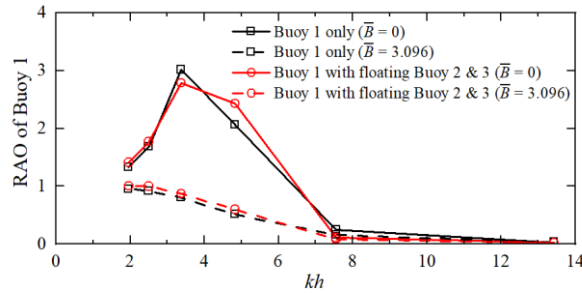 4
3
2
1
0
RAO of Buoy 1
Buoy 1 only (B̅ = 0)
Buoy 1 only (B̅ = 3.096)
Buoy 1 with floating Buoy 2 & 3 (B̅ = 0)
Buoy 1 with floating Buoy 2 & 3 (B̅ = 3.096)
0 2 4 6 8 10 12 14
kh